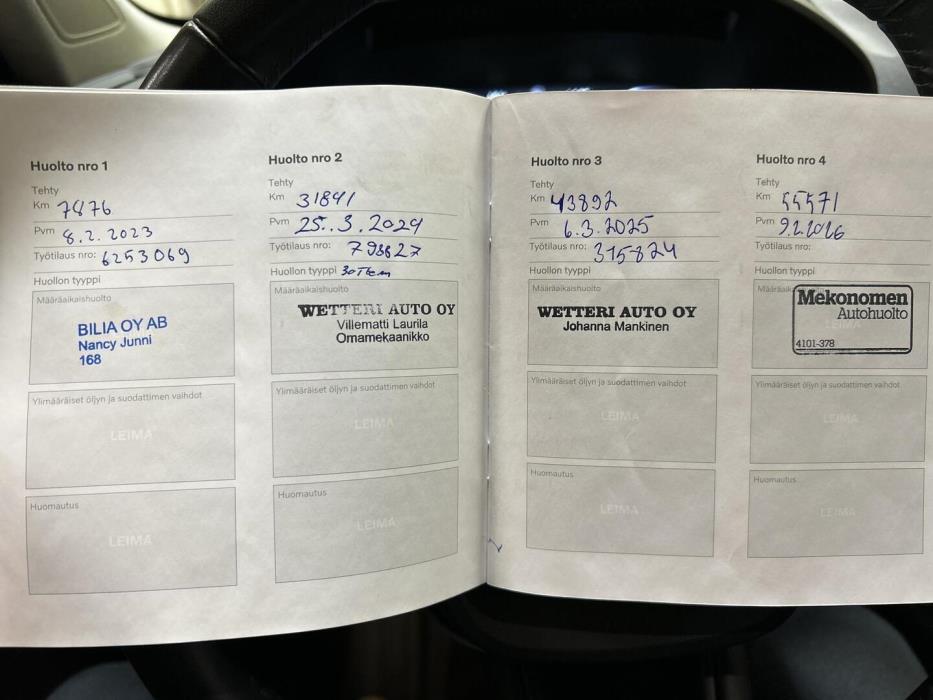 Huolto nro 1
Tehty
Km 7876
Pvm 8.2.2023
Työtilaus nro: 6253069
Huollon tyyppi
Määräaikaishuolto
BILIA OY AB
Nancy Junni
168
Ylimääräiset öljyn ja suodattimen vaihdot
LEIMA
Huomautus
LEIMA
Huolto nro 2
Tehty
Km 31841
Pvm 25.3.2024
Työtilaus nro: 793627
Huollon tyyppi 30 TKm
Määräaikaishuolto
WETTERI AUTO OY
Villematti Laurila
Omamekaanikko
Ylimääräiset öljyn ja suodattimen vaihdot
LEIMA
Huomautus
LEIMA
Huolto nro 3
Tehty
Km 43892
Pvm 6.3.2025
Työtilaus nro: 315824
Huollon tyyppi
Määräaikaishuolto
WETTERI AUTO OY
Johanna Mankinen
Ylimääräiset öljyn ja suodattimen vaihdot
LEIMA
Huomautus
LEIMA
Huolto nro 4
Tehty
Km 55571
Pvm 9.2.2026
Työtilaus nro:
Huollon tyyppi
Mekonomen
Autohuolto
4101-378
Ylimääräiset öljyn ja suodattimen vaihdot
LEIMA
Huomautus
LEIMA